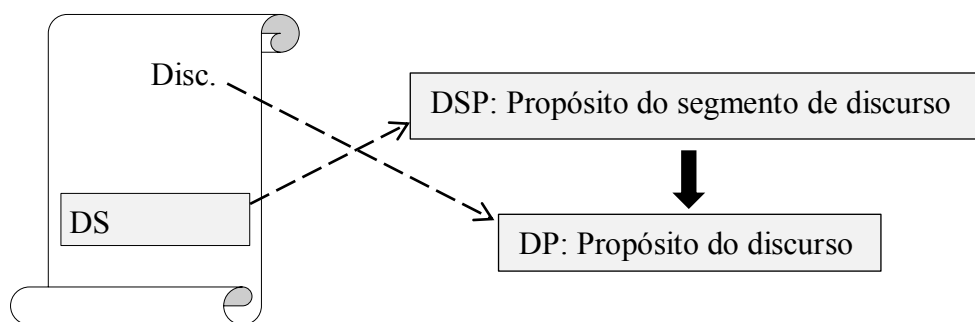 Disc.
DSP: Propósito do segmento de discurso
DS
DP: Propósito do discurso